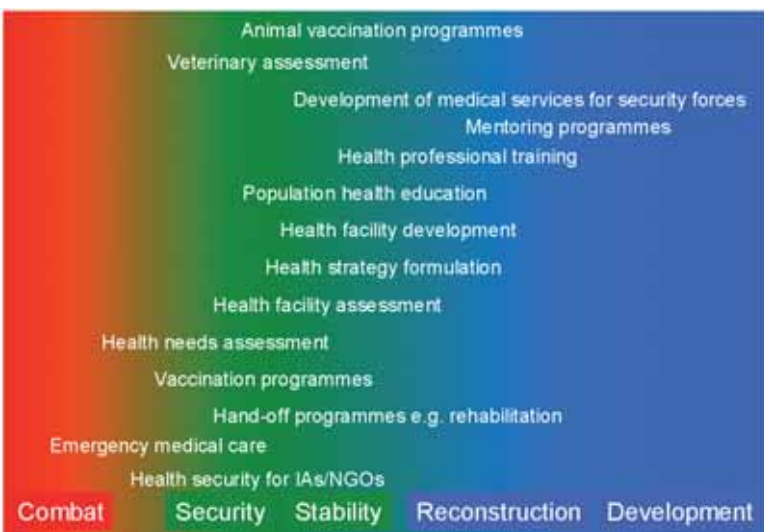 Animal vaccination programmes
Veterinary assessment
Development of medical services for security forces
Mentoring programmes
Health professional training
Population health education
Health facility development
Health strategy formulation
Health facility assessment
Health needs assessment
Vaccination programmes
Hand-off programmes e.g. rehabilitation
Emergency medical care
Health security for IAs/NGOs
Combat Security Stability Reconstruction Development